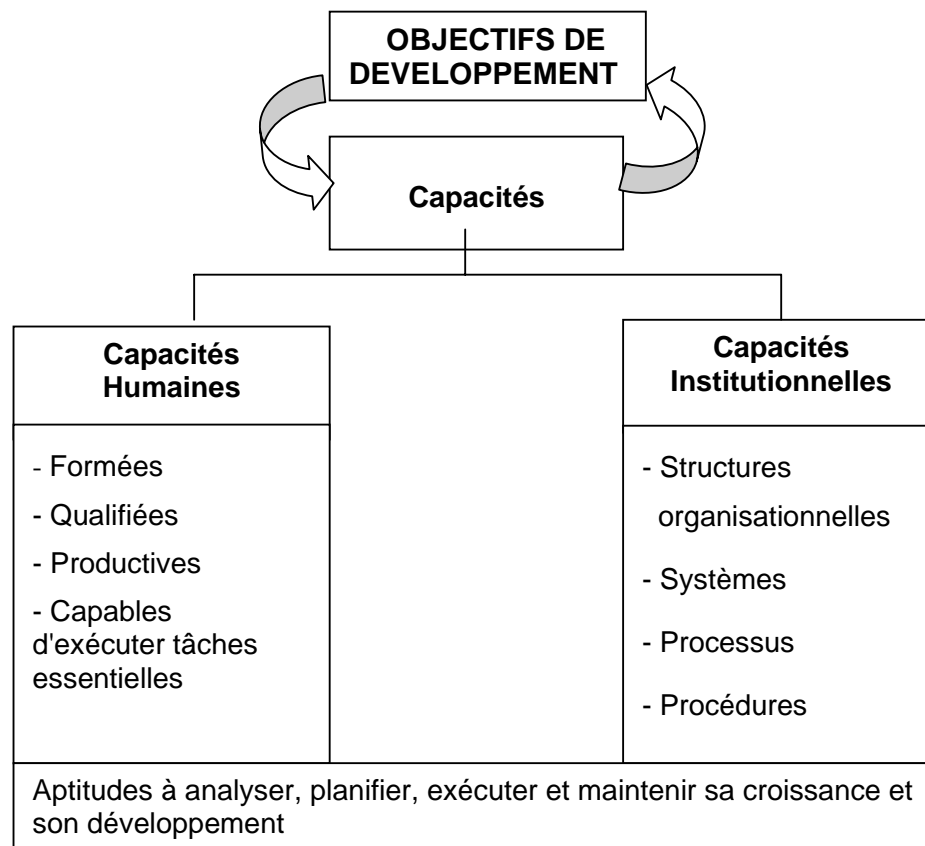 OBJECTIFS DE
DEVELOPPEMENT
Capacités
Capacités
Humaines
- Formées
- Qualifiées
- Productives
- Capables
d'exécuter tâches
essentielles
Capacités
Institutionnelles
- Structures
organisationnelles
- Systèmes
- Processus
- Procédures
Aptitudes à analyser, planifier, exécuter et maintenir sa croissance et
son développement